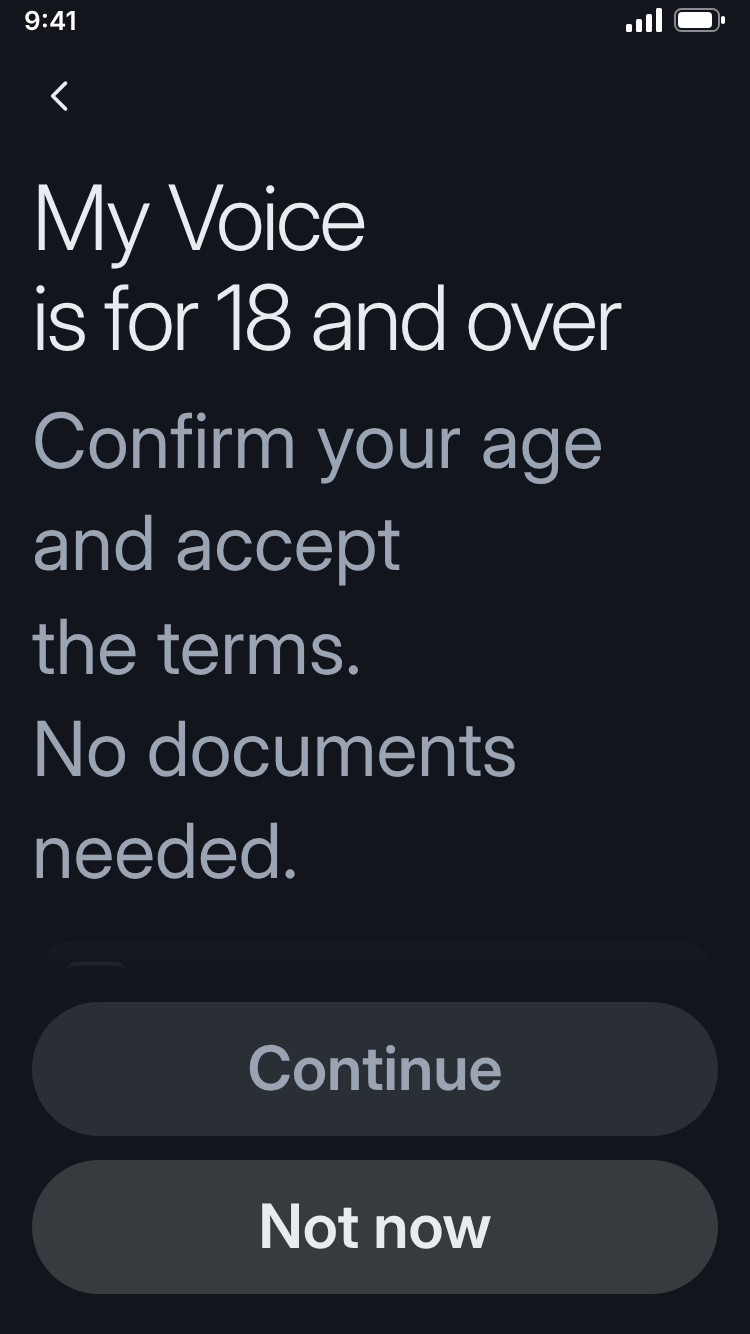 9:41
My Voice
is for 18 and over
Confirm your age
and accept
the terms.
No documents
needed.
Continue
Not now